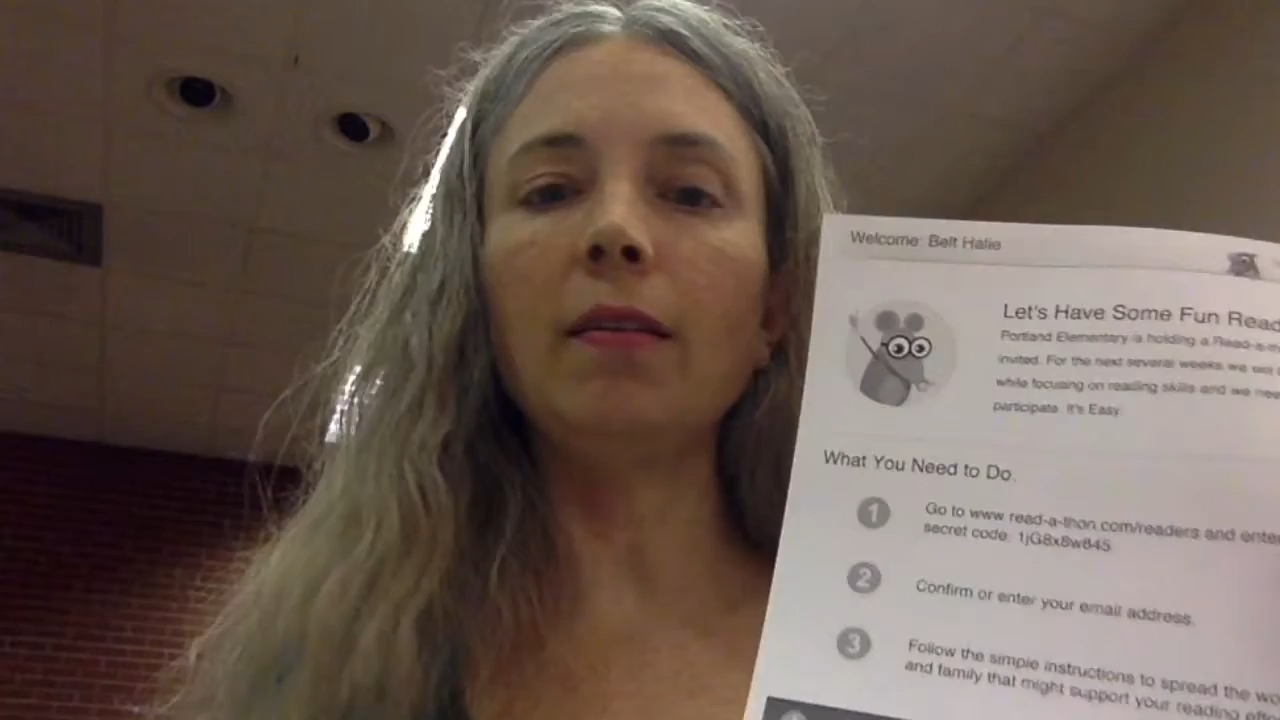 Welcome: Belt Halie
Let's Have Some Fun Read
Portland Elementary is holding a Read-a-
invited. For the next several weeks we will
while focusing on reading skills and we need
participate. It's Easy.
What You Need to Do.
1
Go to www.read-a-thon.com/readers and enter
secret code: 1jG8x8w845
2
Confirm or enter your email address.
3
Follow the simple instructions to spread the wo
and family that might support your reading effo